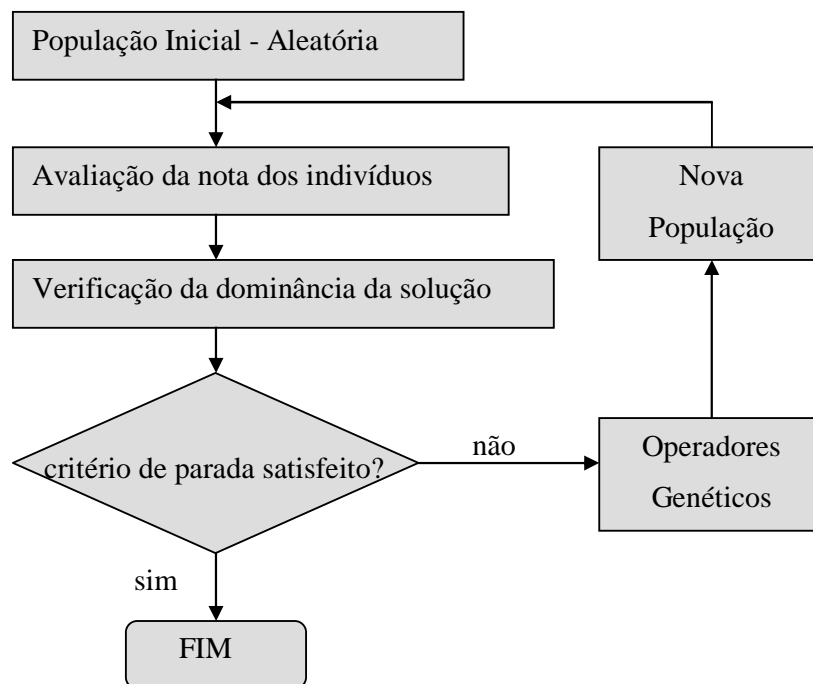 População Inicial - Aleatória
Avaliação da nota dos indivíduos
Nova
População
Verificação da dominância da solução
critério de parada satisfeito?
não
Operadores
Genéticos
sim
FIM